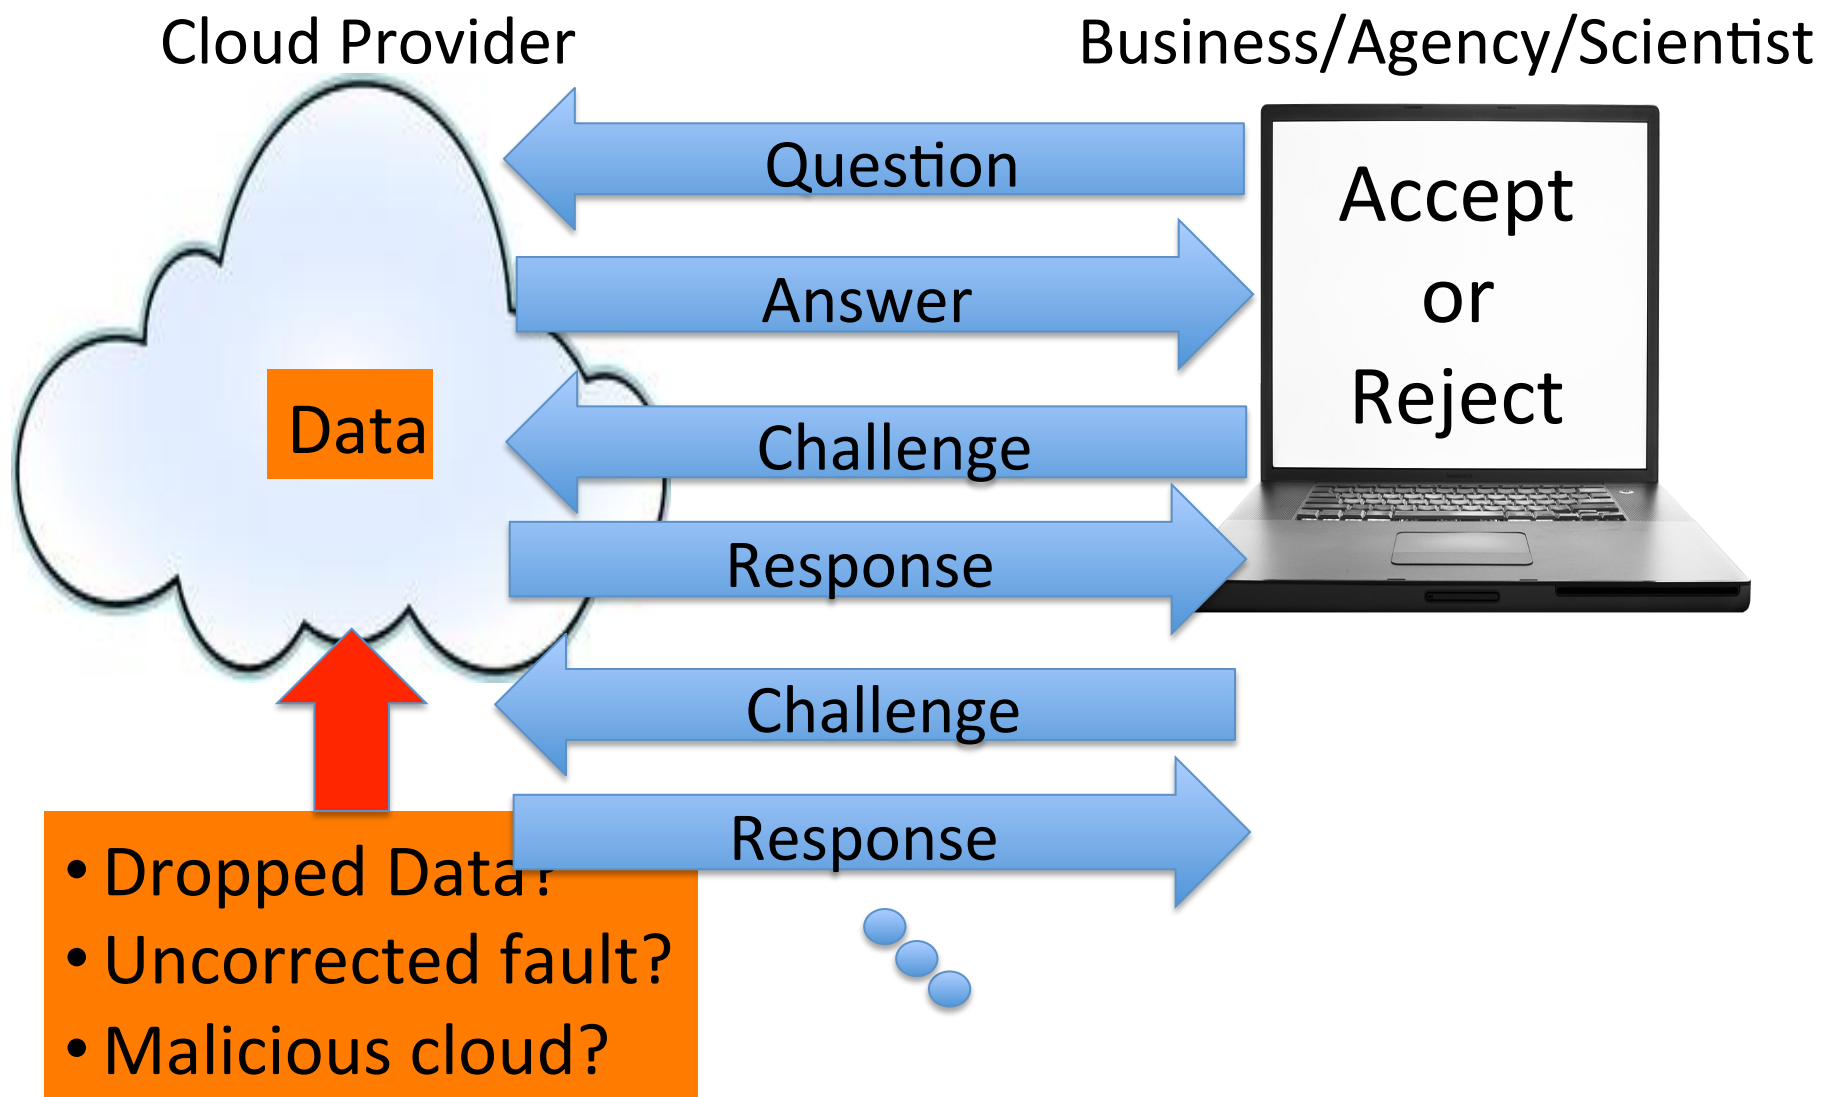 Cloud Provider
Business/Agency/Scientist
Question
Answer
Challenge
Response
Challenge
Response
Accept
or
Reject
Data
• Dropped Data?
• Uncorrected fault?
• Malicious cloud?